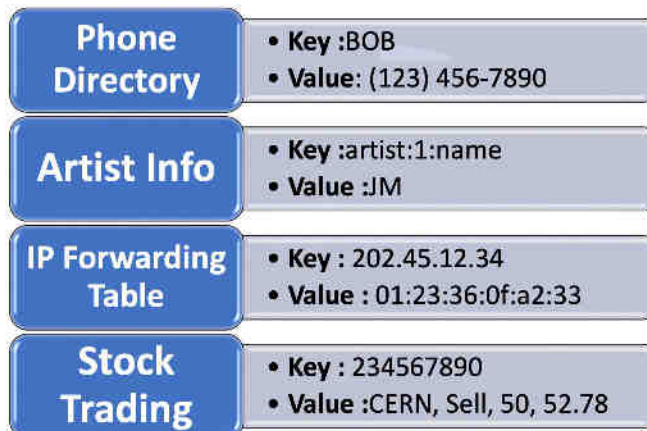 Phone
Directory
• Key :BOB
• Value: (123) 456-7890
Artist Info
• Key :artist:1:name
• Value :JM
IP Forwarding
Table
• Key : 202.45.12.34
• Value : 01:23:36:0f:a2:33
Stock
Trading
• Key : 234567890
• Value :CERN, Sell, 50, 52.78